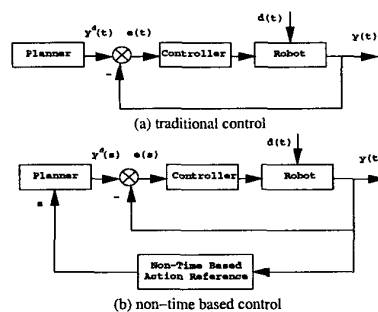 d(t)
y^d(t) e(t) y(t)
Planner Controller Robot
−
(a) traditional control
d(t)
y^d(s) e(s) y(t)
Planner Controller Robot
s −
Non-Time Based
Action Reference
(b) non-time based control